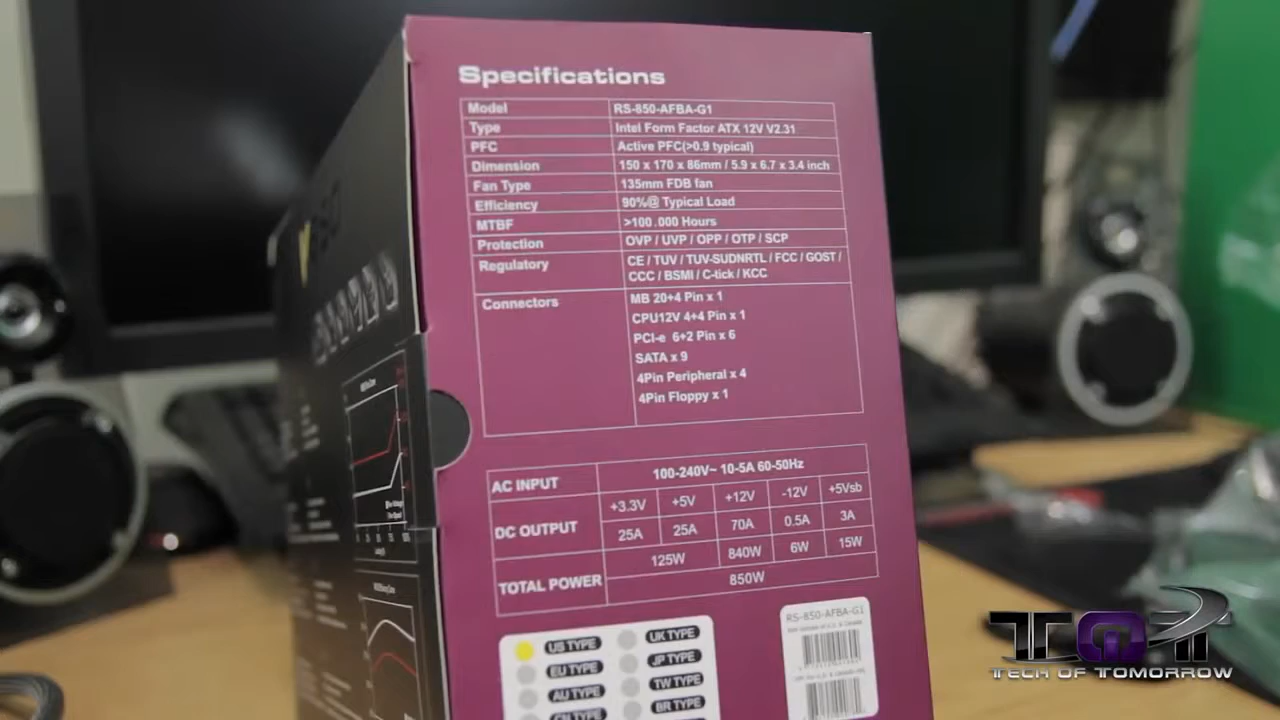 Specifications
Model RS-850-AFBA-G1
Type Intel Form Factor ATX 12V V2.31
PFC Active PFC(>0.9 typical)
Dimension 150 x 170 x 86mm / 5.9 x 6.7 x 3.4 inch
Fan Type 135mm FDB fan
Efficiency 90%@ Typical Load
MTBF >100.000 Hours
Protection OVP / UVP / OPP / OTP / SCP
Regulatory CE / TUV / TUV-SUDNRTL / FCC / GOST /
CCC / BSMI / C-tick / KCC
Connectors MB 20+4 Pin x 1
CPU12V 4+4 Pin x 1
PCI-e 6+2 Pin x 6
SATA x 9
4Pin Peripheral x 4
4Pin Floppy x 1
AC INPUT 100-240V~ 10-5A 60-50Hz
DC OUTPUT +3.3V +5V +12V -12V +5Vsb
25A 25A 70A 0.5A 3A
TOTAL POWER 125W 840W 6W 15W
850W
US TYPE UK TYPE
EU TYPE JP TYPE
AU TYPE TW TYPE
CN TYPE BR TYPE
RS-850-AFBA-G1
TOT
TECH OF TOMORROW